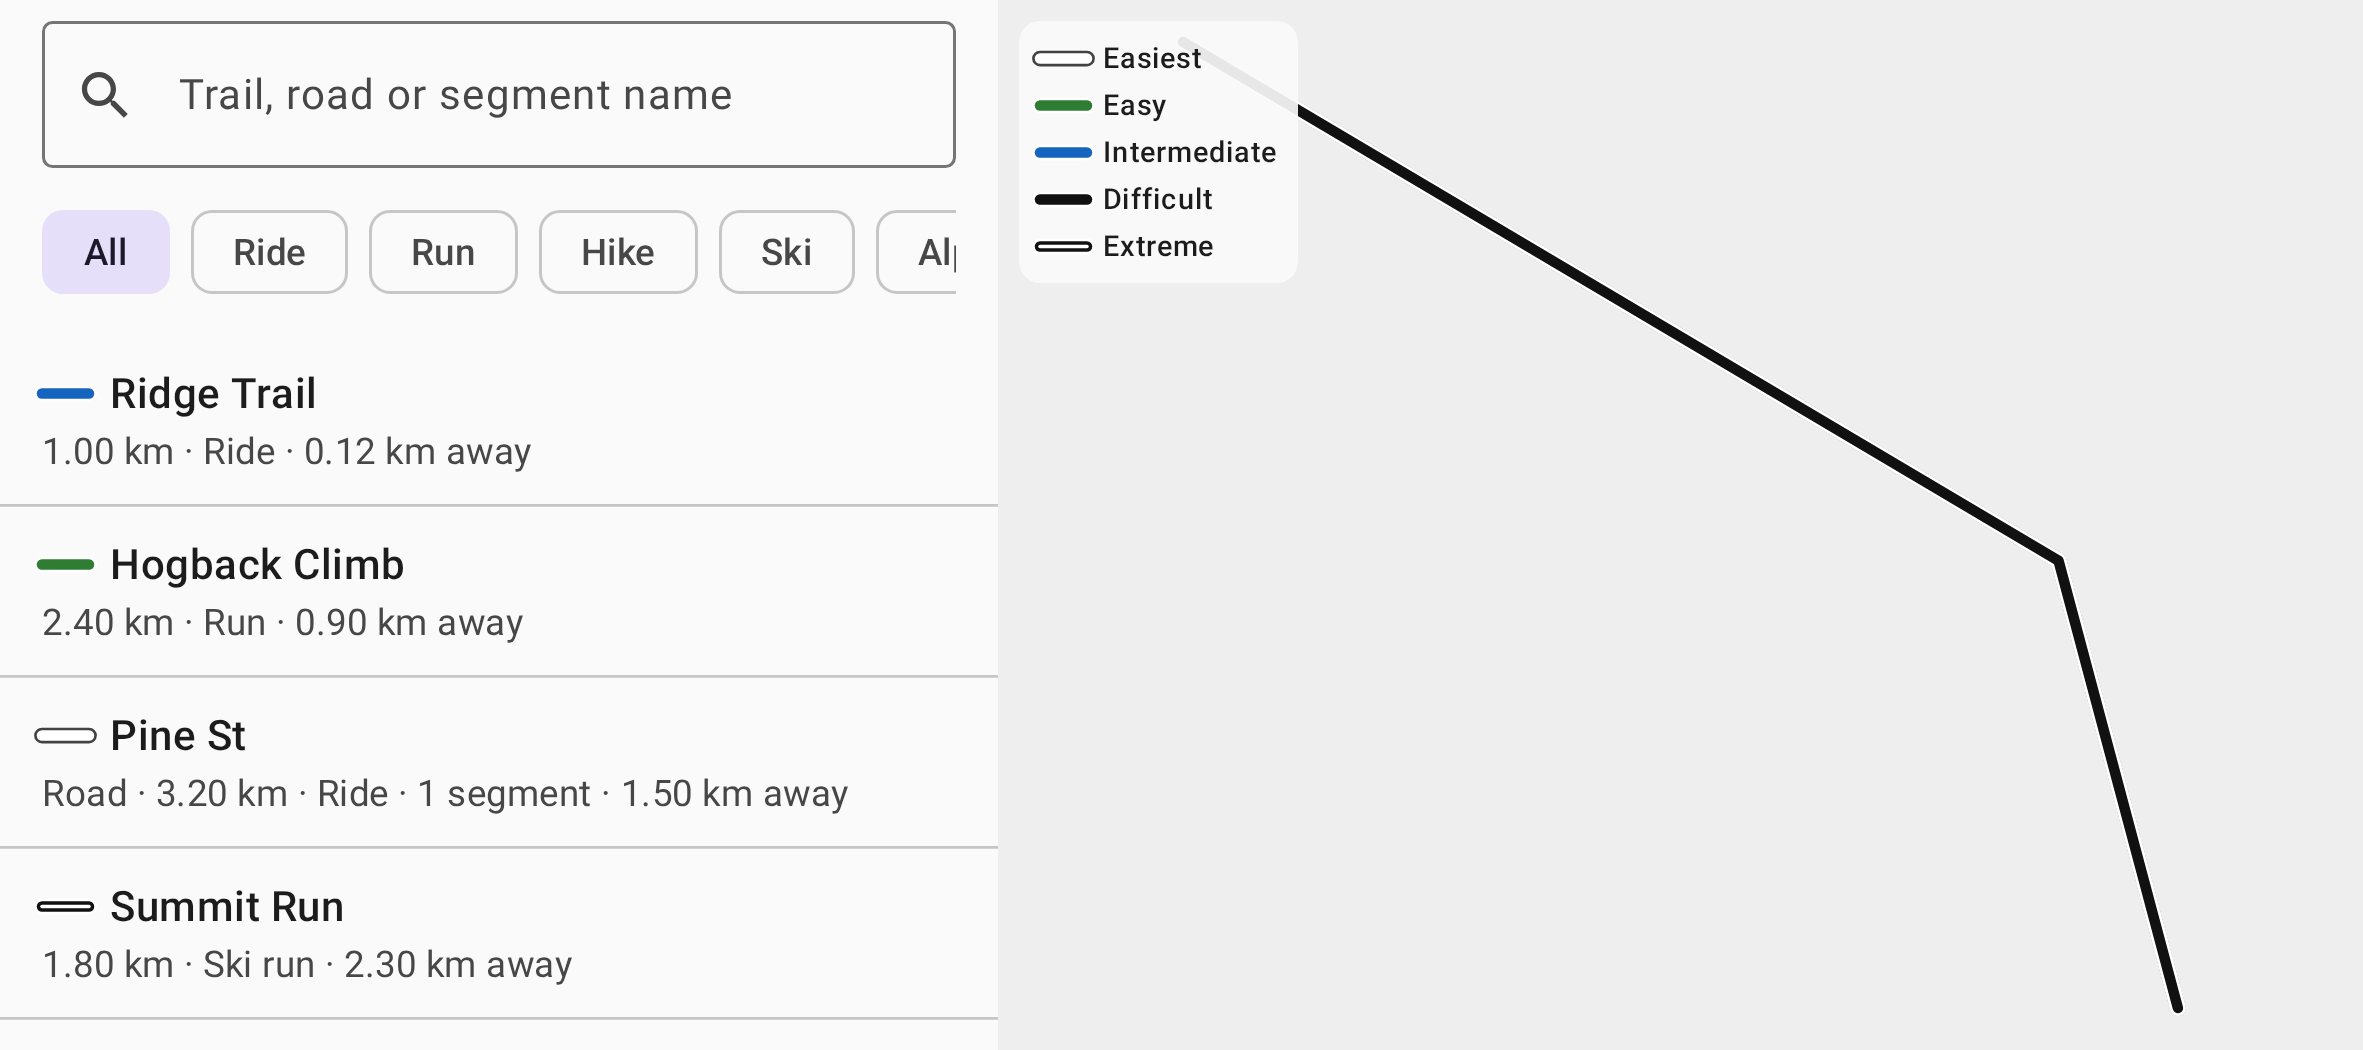 Trail, road or segment name
All Ride Run Hike Ski
Ridge Trail
1.00 km · Ride · 0.12 km away
Hogback Climb
2.40 km · Run · 0.90 km away
Pine St
Road · 3.20 km · Ride · 1 segment · 1.50 km away
Summit Run
1.80 km · Ski run · 2.30 km away
Easiest
Easy
Intermediate
Difficult
Extreme